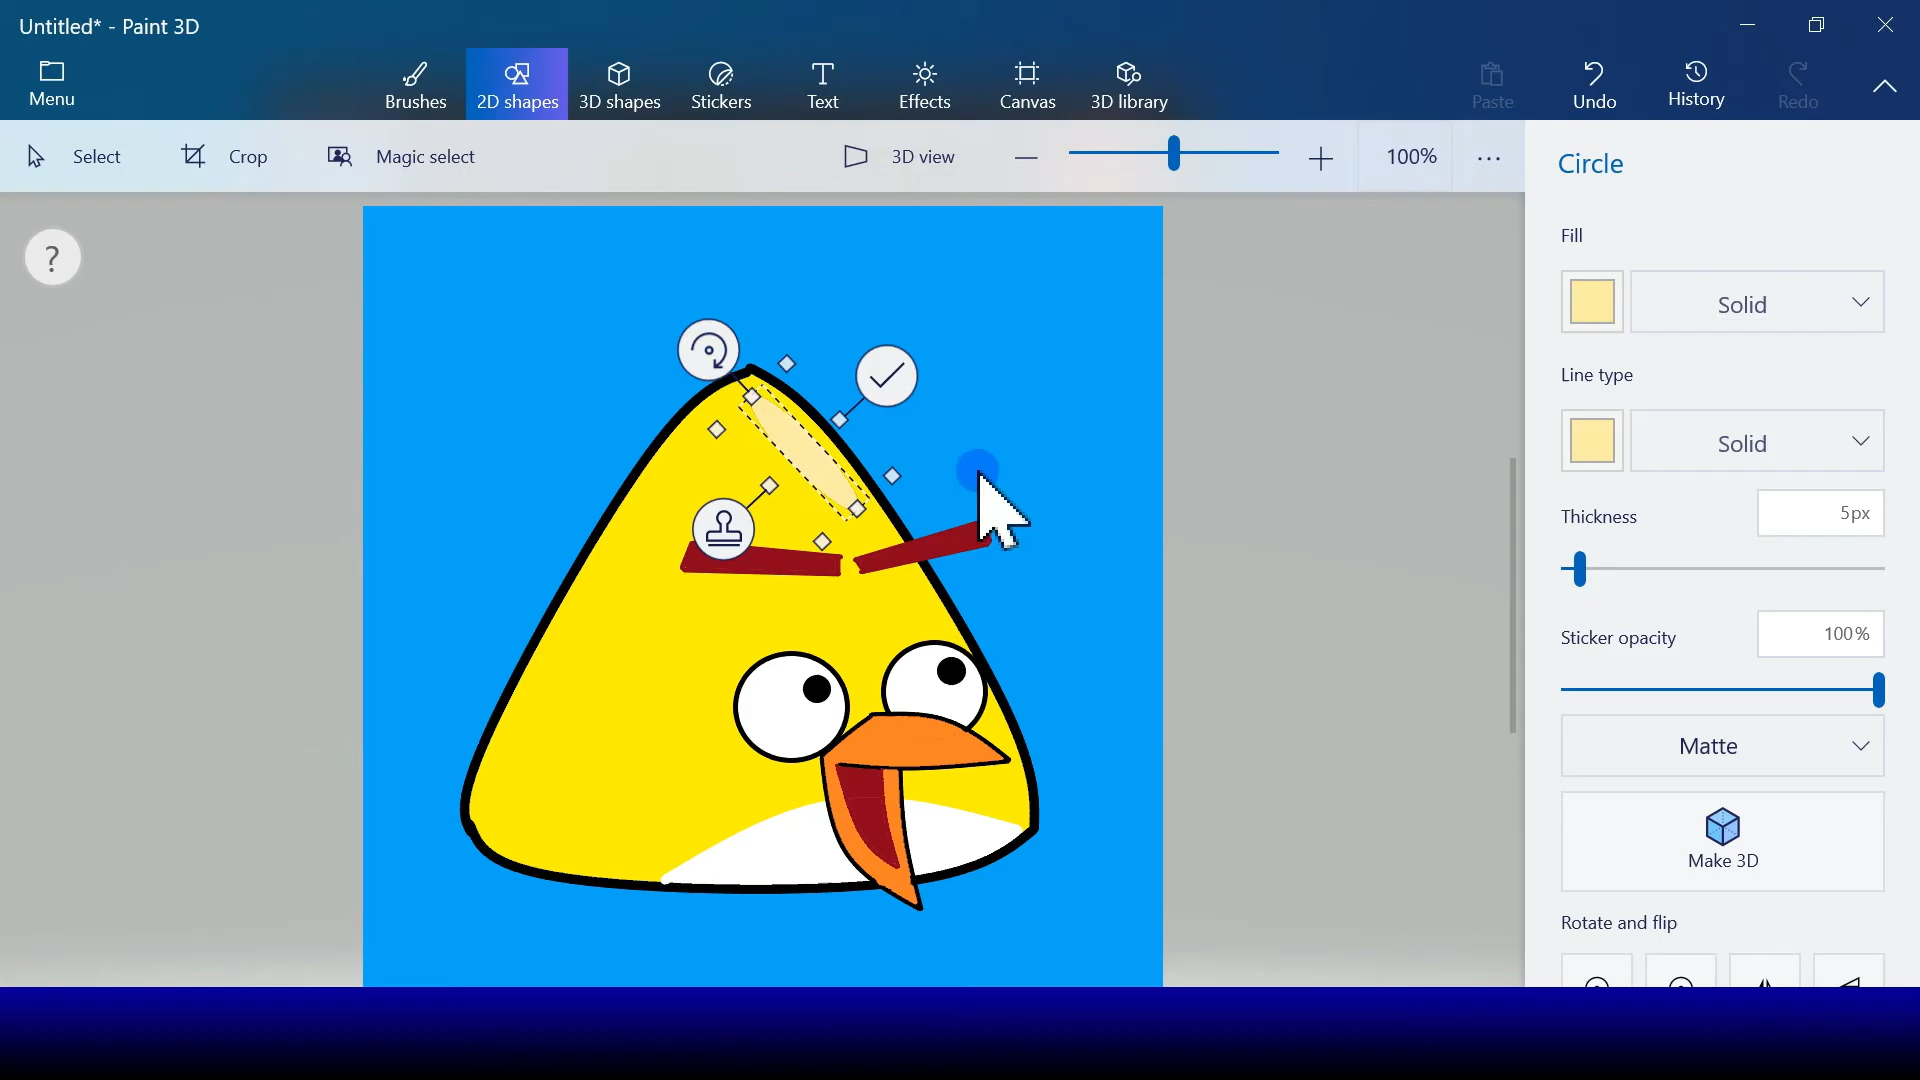 Untitled* - Paint 3D
Menu
Brushes
2D shapes
3D shapes
Stickers
Text
Effects
Canvas
3D library
Paste
Undo
History
Redo
Select
Crop
Magic select
3D view
100%
?
Circle
Fill
Solid
Line type
Solid
Thickness
5px
Sticker opacity
100%
Matte
Make 3D
Rotate and flip